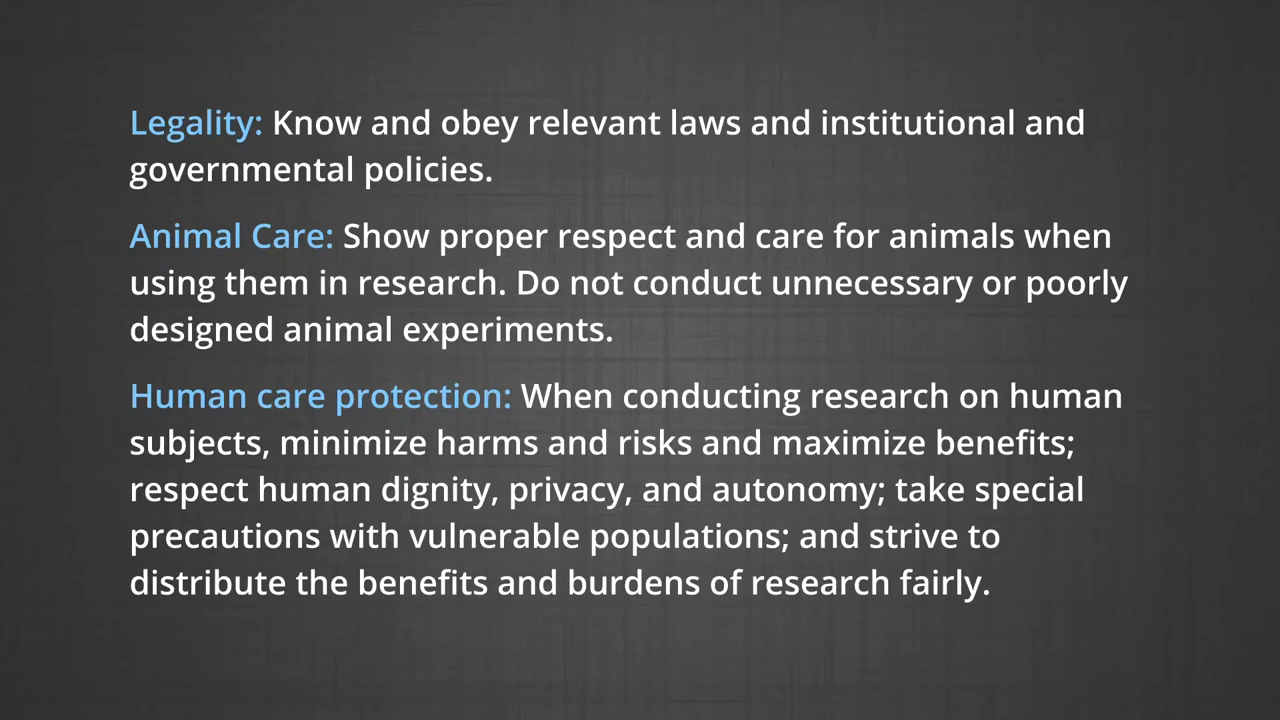 Legality: Know and obey relevant laws and institutional and
governmental policies.
Animal Care: Show proper respect and care for animals when
using them in research. Do not conduct unnecessary or poorly
designed animal experiments.
Human care protection: When conducting research on human
subjects, minimize harms and risks and maximize benefits;
respect human dignity, privacy, and autonomy; take special
precautions with vulnerable populations; and strive to
distribute the benefits and burdens of research fairly.